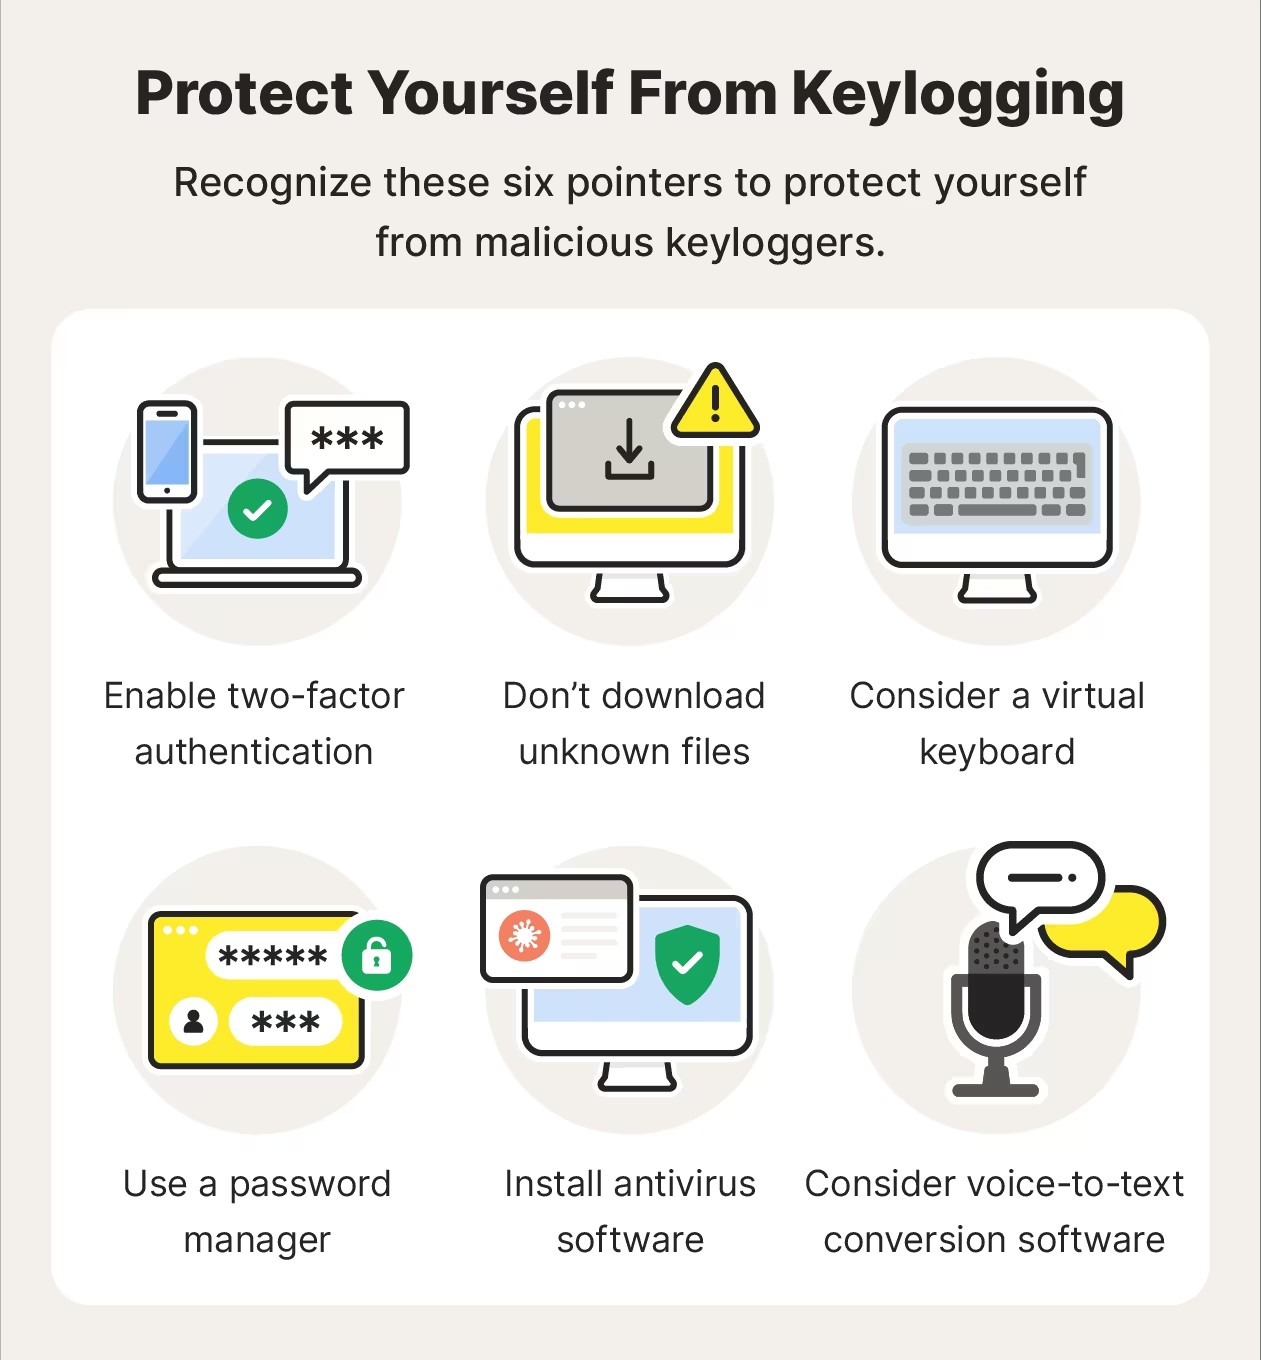 Protect Yourself From Keylogging
Recognize these six pointers to protect yourself
from malicious keyloggers.
***
Enable two-factor
authentication
Don’t download
unknown files
Consider a virtual
keyboard
*****
***
Use a password
manager
Install antivirus
software
Consider voice-to-text
conversion software